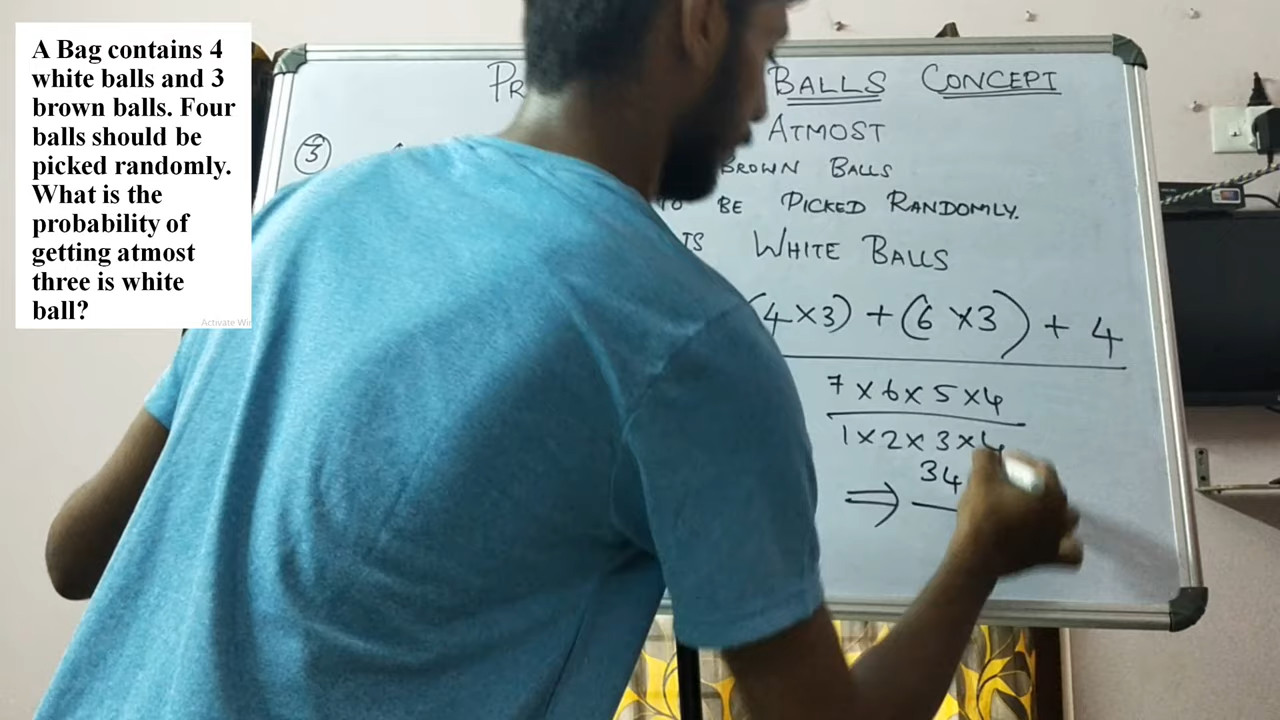 A Bag contains 4
white balls and 3
brown balls. Four
balls should be
picked randomly.
What is the
probability of
getting atmost
three is white
ball?
BALLS CONCEPT
3
ATMOST
BROWN BALLS
BE PICKED RANDOMLY.
IS WHITE BALLS
(4×3) + (6×3) + 4
7×6×5×4
1×2×3×4
⇒ 34